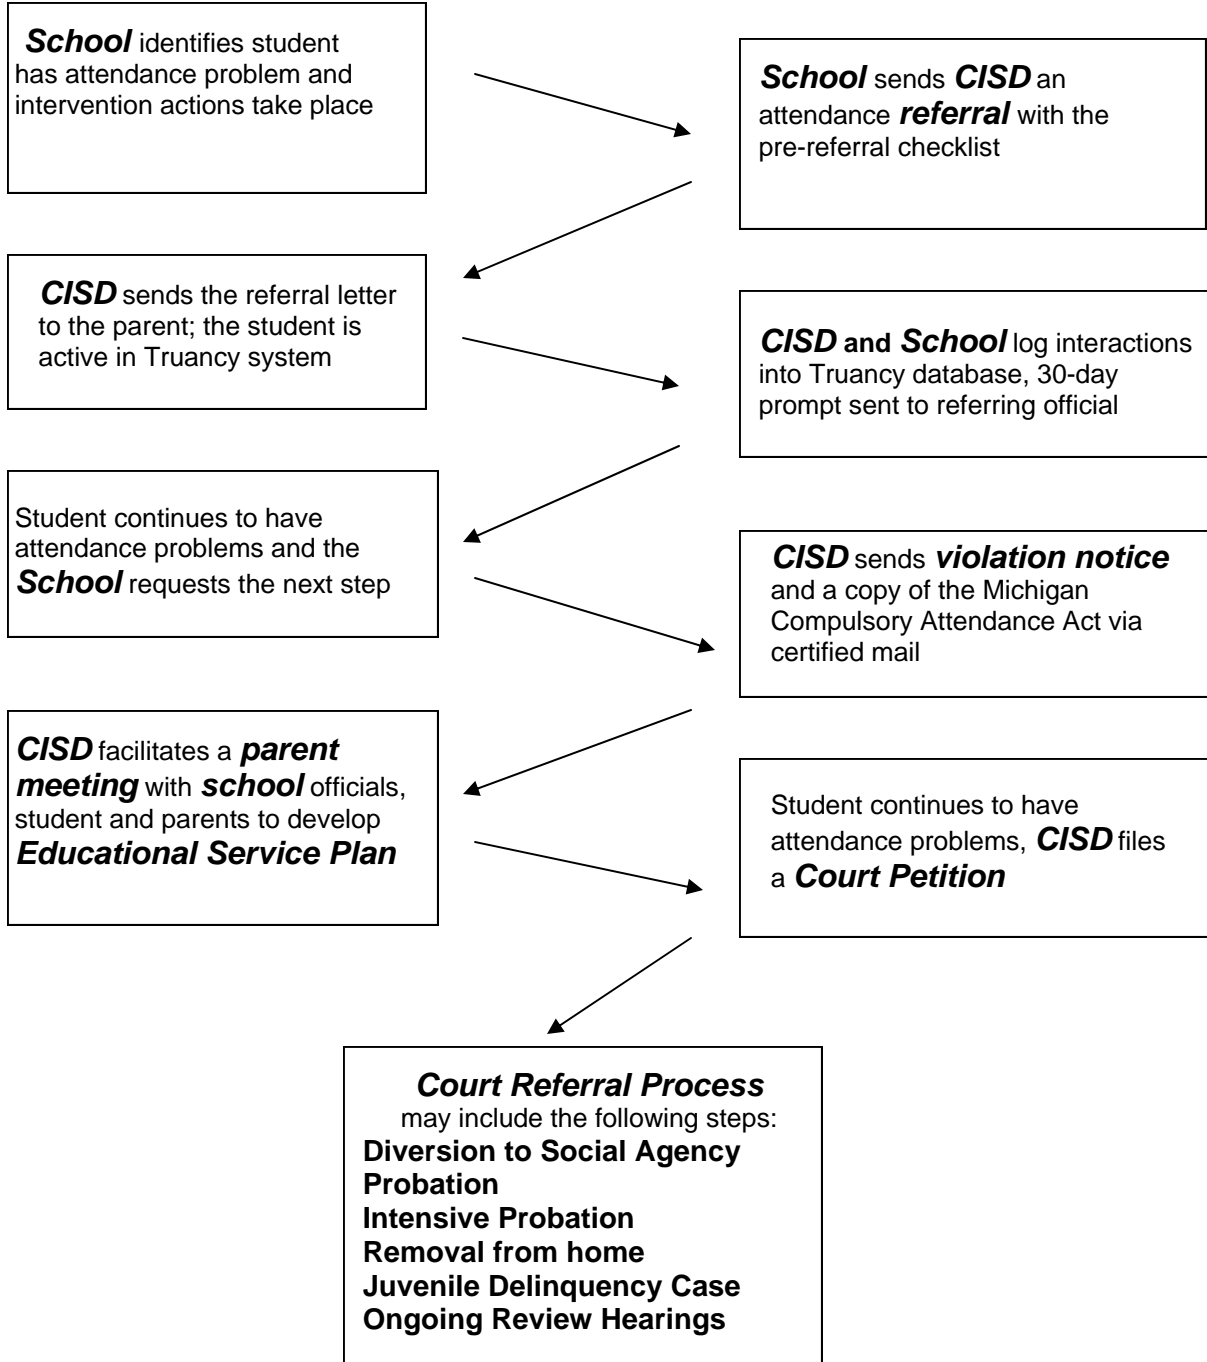 School identifies student
has attendance problem and
intervention actions take place
School sends CISD an
attendance referral with the
pre-referral checklist
CISD sends the referral letter
to the parent; the student is
active in Truancy system
CISD and School log interactions
into Truancy database, 30-day
prompt sent to referring official
Student continues to have
attendance problems and the
School requests the next step
CISD sends violation notice
and a copy of the Michigan
Compulsory Attendance Act via
certified mail
CISD facilitates a parent
meeting with school officials,
student and parents to develop
Educational Service Plan
Student continues to have
attendance problems, CISD files
a Court Petition
Court Referral Process
may include the following steps:
Diversion to Social Agency
Probation
Intensive Probation
Removal from home
Juvenile Delinquency Case
Ongoing Review Hearings